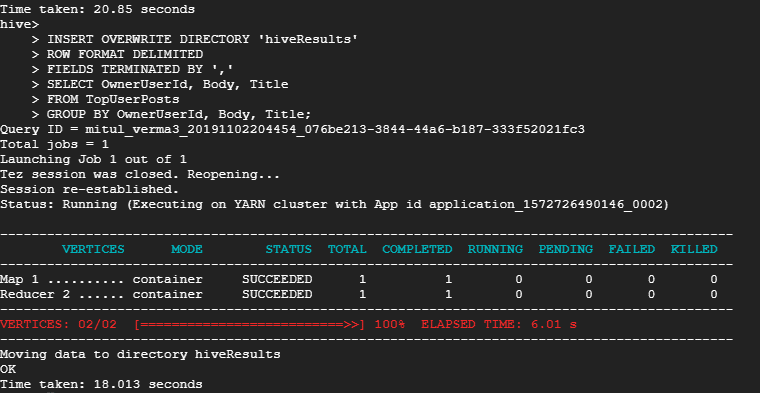 Time taken: 20.85 seconds
hive>
    > INSERT OVERWRITE DIRECTORY 'hiveResults'
    > ROW FORMAT DELIMITED
    > FIELDS TERMINATED BY ','
    > SELECT OwnerUserId, Body, Title
    > FROM TopUserPosts
    > GROUP BY OwnerUserId, Body, Title;
Query ID = mitul_verma3_20191102204454_076be213-3844-44a6-b187-333f52021fc3
Total jobs = 1
Launching Job 1 out of 1
Tez session was closed. Reopening...
Session re-established.
Status: Running (Executing on YARN cluster with App id application_1572726490146_0002)
----------------------------------------------------------------------------------------------
        VERTICES      MODE        STATUS  TOTAL  COMPLETED  RUNNING  PENDING  FAILED  KILLED
----------------------------------------------------------------------------------------------
Map 1 .......... container     SUCCEEDED      1          1        0        0       0       0
Reducer 2 ...... container     SUCCEEDED      1          1        0        0       0       0
----------------------------------------------------------------------------------------------
VERTICES: 02/02  [==========================>>] 100%  ELAPSED TIME: 6.01 s
----------------------------------------------------------------------------------------------
Moving data to directory hiveResults
OK
Time taken: 18.013 seconds